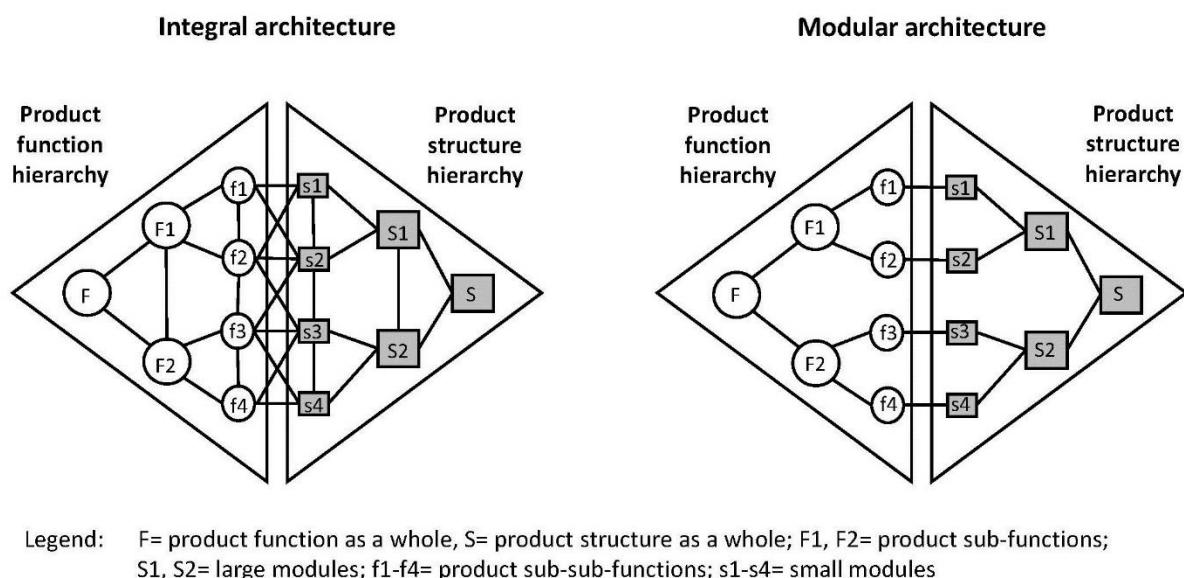 Integral architecture
Product
function
hierarchy
Product
structure
hierarchy
f1
s1
F1
S1
f2
s2
F
S
f3
s3
F2
S2
f4
s4
Modular architecture
Product
function
hierarchy
Product
structure
hierarchy
f1
s1
F1
S1
f2
s2
F
S
f3
s3
F2
S2
f4
s4
Legend: F= product function as a whole, S= product structure as a whole; F1, F2= product sub-functions;
S1, S2= large modules; f1-f4= product sub-sub-functions; s1-s4= small modules